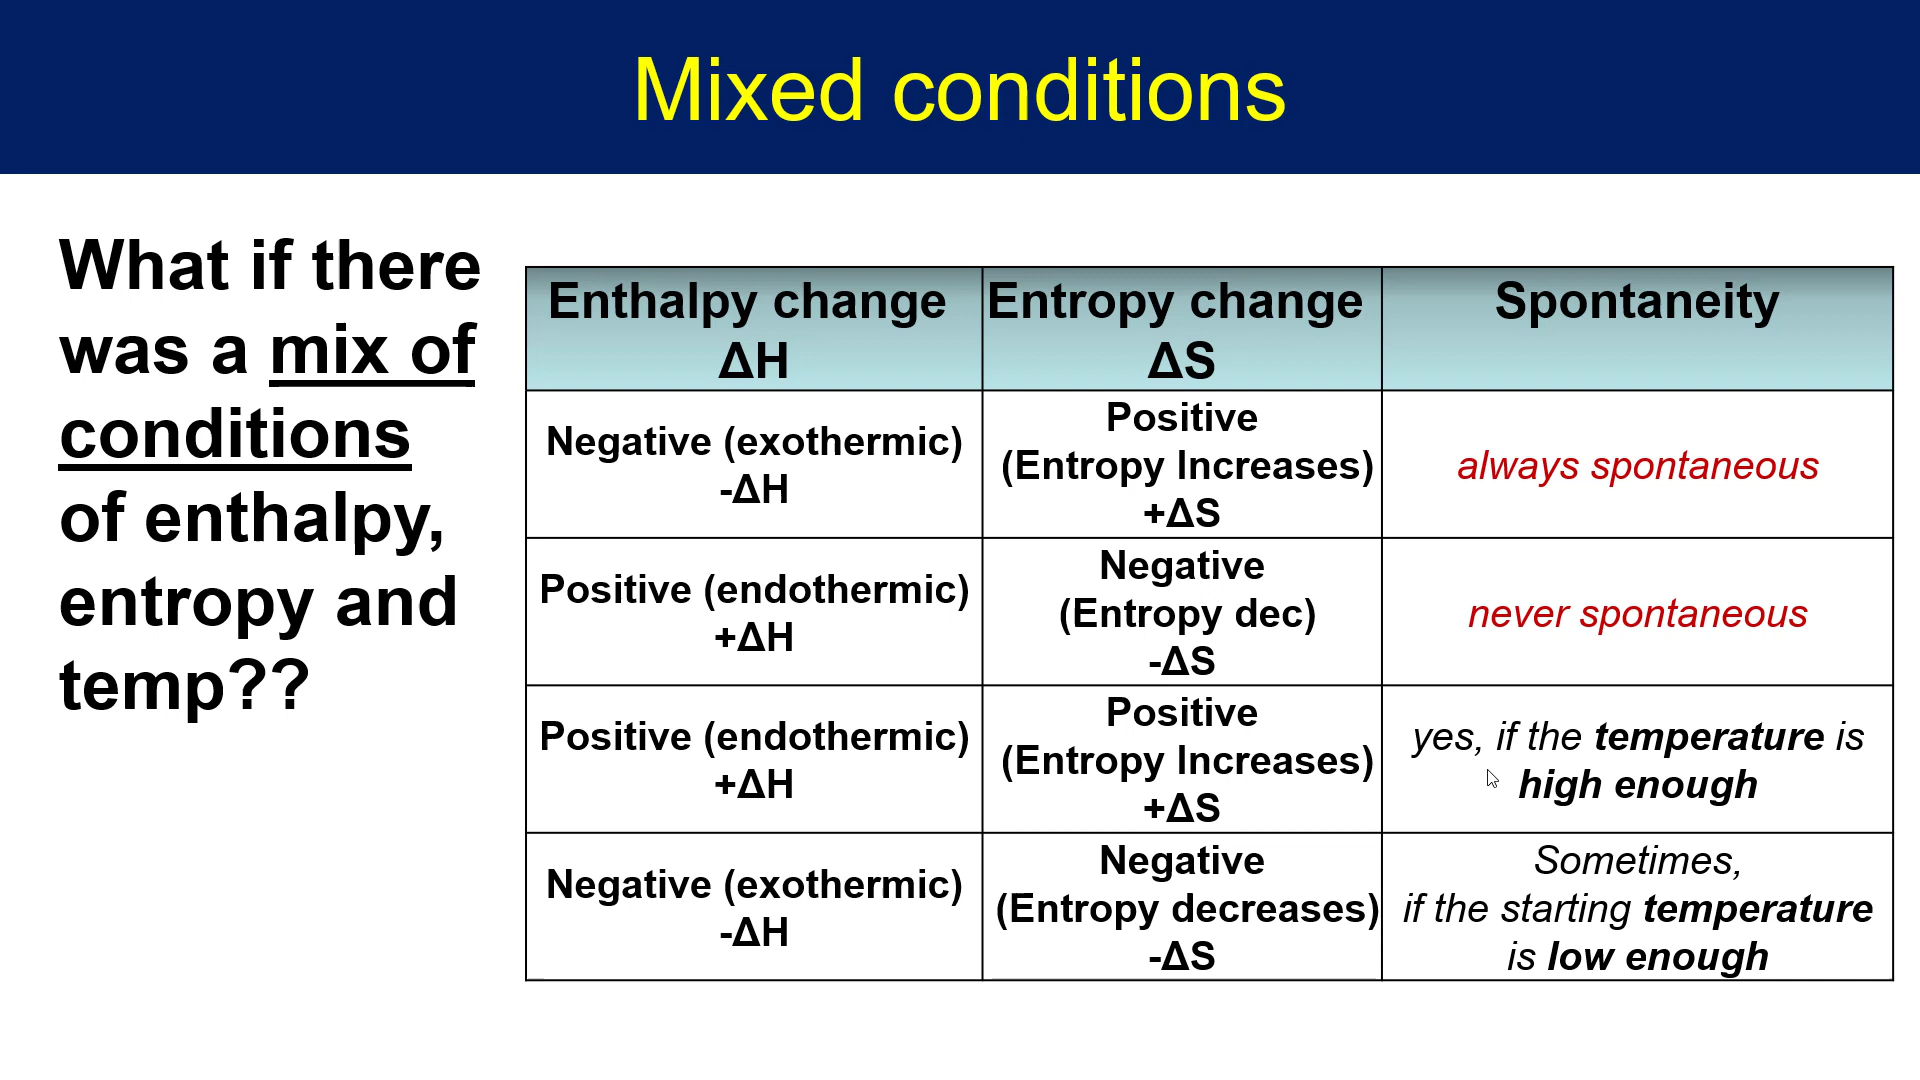 Mixed conditions
What if there
was a mix of
conditions
of enthalpy,
entropy and
temp??
Enthalpy change
ΔH
Entropy change
ΔS
Spontaneity
Negative (exothermic)
-ΔH
Positive
(Entropy Increases)
+ΔS
always spontaneous
Positive (endothermic)
+ΔH
Negative
(Entropy dec)
-ΔS
never spontaneous
Positive (endothermic)
+ΔH
Positive
(Entropy Increases)
+ΔS
yes, if the temperature is
high enough
Negative (exothermic)
-ΔH
Negative
(Entropy decreases)
-ΔS
Sometimes,
if the starting temperature
is low enough